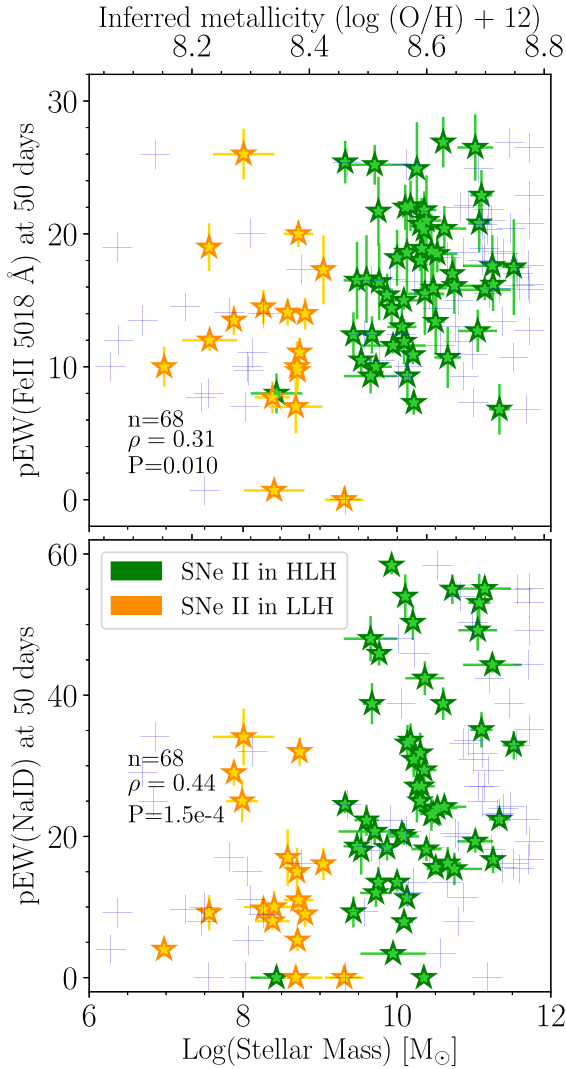 Inferred metallicity (log (O/H) + 12)
8.2 8.4 8.6 8.8
pEW(FeII 5018 Å) at 50 days
30
20
10
0
n=68
ρ = 0.31
P=0.010
pEW(NaID) at 50 days
60
40
20
0
SNe II in HLH
SNe II in LLH
n=68
ρ = 0.44
P=1.5e-4
6 8 10 12
Log(Stellar Mass) [M⊙]